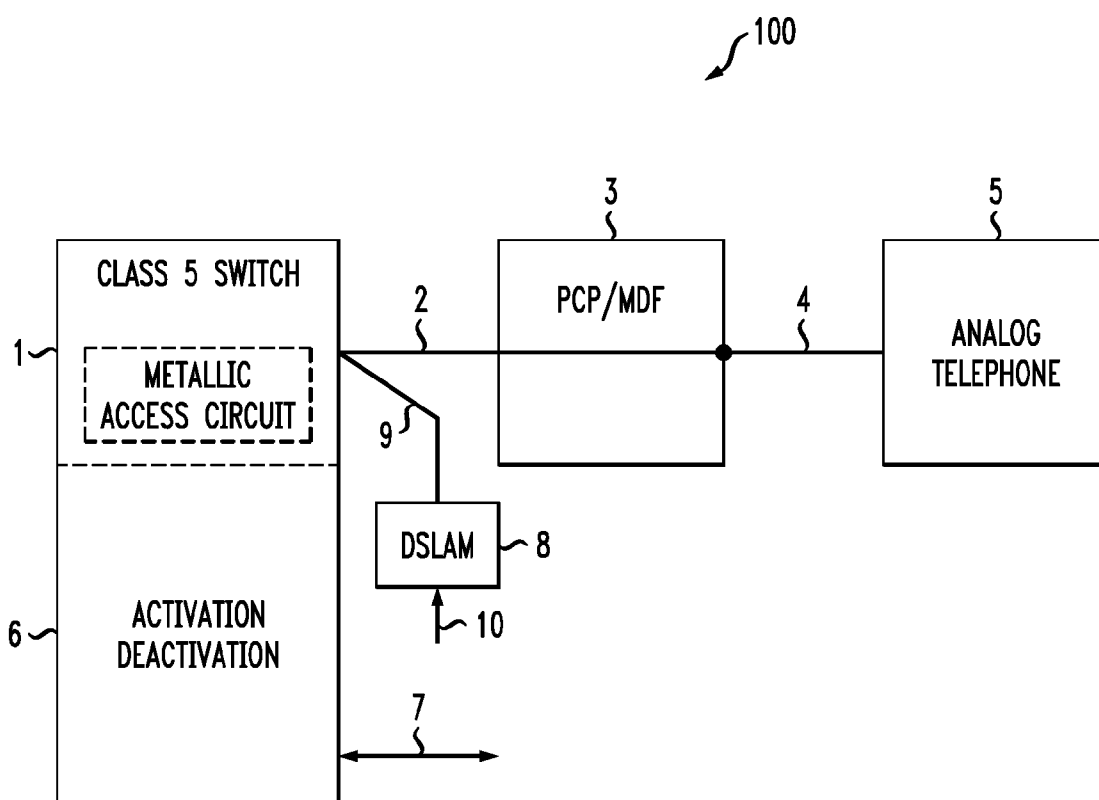 100
3
5
CLASS 5 SWITCH
PCP/MDF
2
4
ANALOG
TELEPHONE
1
METALLIC
ACCESS CIRCUIT
9
DSLAM
8
10
6
ACTIVATION
DEACTIVATION
7